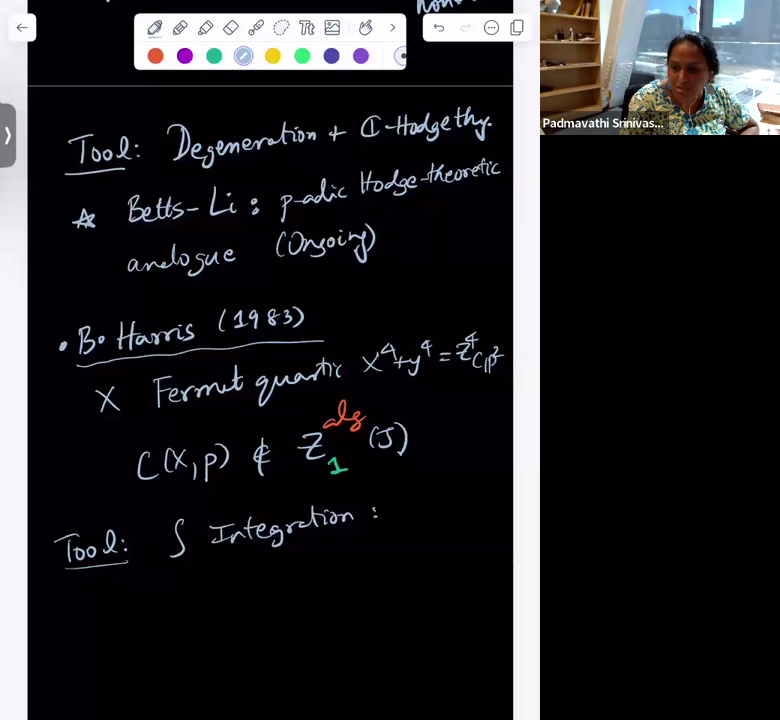 Tool: Degeneration + ℂ-Hodge thy.
☆ Betts-Li: p-adic Hodge-theoretic
analogue (Ongoing)
• B. Harris (1983)
X Fermat quartic X⁴+y⁴=Z⁴ ⊂ ℙ²
C(X,p) ∉ Z₁^alg (J)
Tool: ∫ Integration:
Tt
Padmavathi Srinivas...